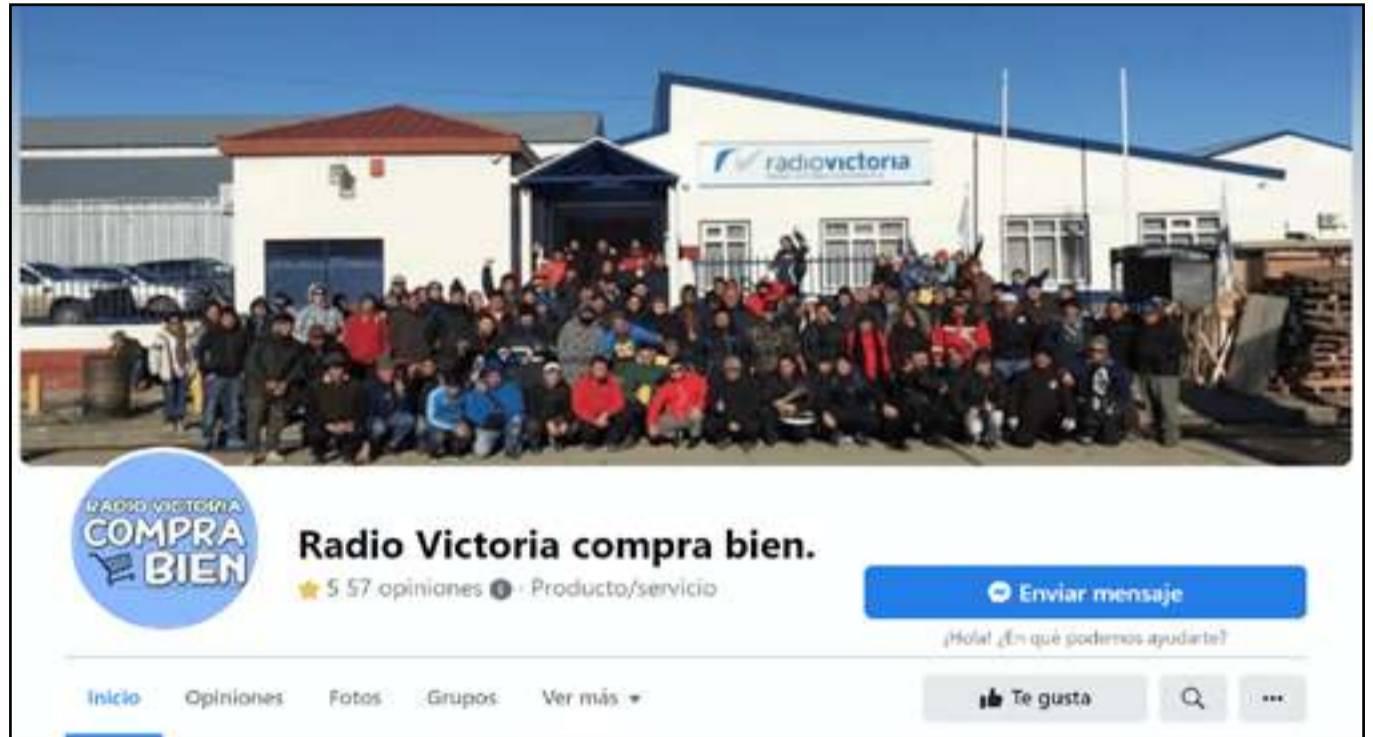 radiovictoria
RADIO VICTORIA
COMPRA
BIEN
Radio Victoria compra bien.
5 57 opiniones · Producto/servicio
Enviar mensaje
¡Hola! ¿En qué podemos ayudarte?
Inicio Opiniones Fotos Grupos Ver más
Te gusta